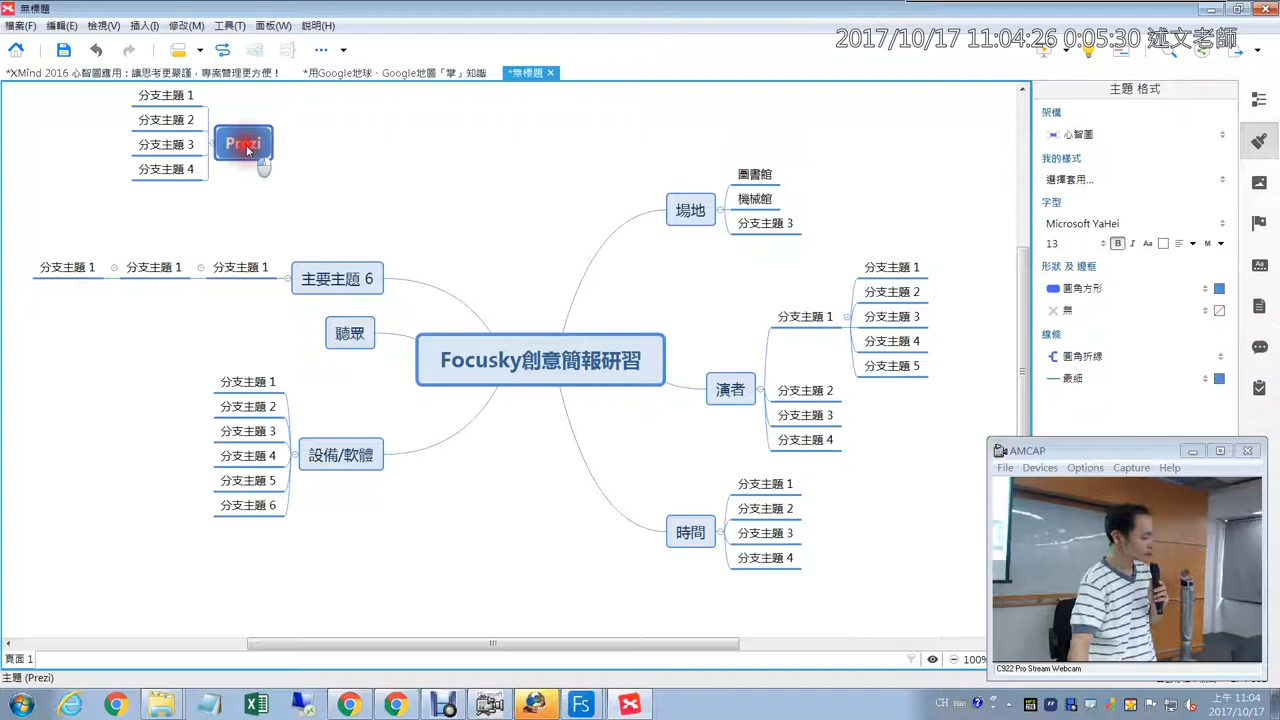 無標題
檔案(F) 編輯(E) 檢視(V) 插入(I) 修改(M) 工具(T) 面板(W) 說明(H)
2017/10/17 11:04:26 0:05:30 述文老師
*XMind 2016 心智圖應用：讓思考更嚴謹，專案管理更方便！ *用Google地球、Google地圖「掌」知識 *無標題
主題 格式
架構
心智圖
我的樣式
選擇套用...
字型
Microsoft YaHei
13 B I Aa M
形狀 及 邊框
圓角方形
無
線條
圓角折線
最細
分支主題 1
分支主題 2
分支主題 3
分支主題 4
Prezi
場地
圖書館
機械館
分支主題 3
分支主題 1 分支主題 1 分支主題 1 主要主題 6
聽眾
Focusky創意簡報研習
演者
分支主題 1
分支主題 1
分支主題 2
分支主題 3
分支主題 4
分支主題 5
分支主題 2
分支主題 3
分支主題 4
分支主題 1
分支主題 2
分支主題 3
分支主題 4
分支主題 5
分支主題 6
設備/軟體
時間
分支主題 1
分支主題 2
分支主題 3
分支主題 4
AMCAP
File Devices Options Capture Help
C922 Pro Stream Webcam
頁面 1
100%
主題 (Prezi)
CH
上午 11:04
2017/10/17